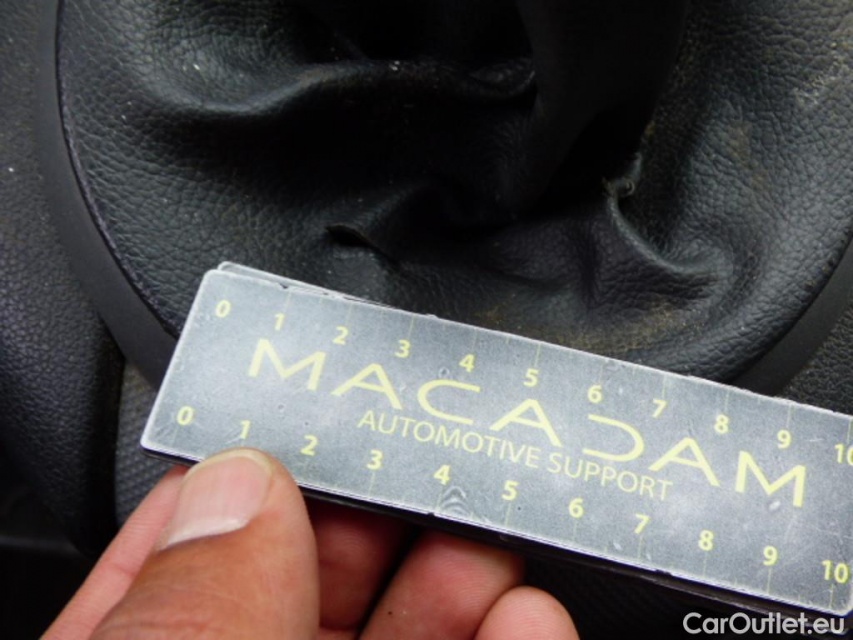 0 1 2 3 4 5 6 7 8 9 10
MACADAM
AUTOMOTIVE SUPPORT
0 1 2 3 4 5 6 7 8 9 10
CarOutlet.eu